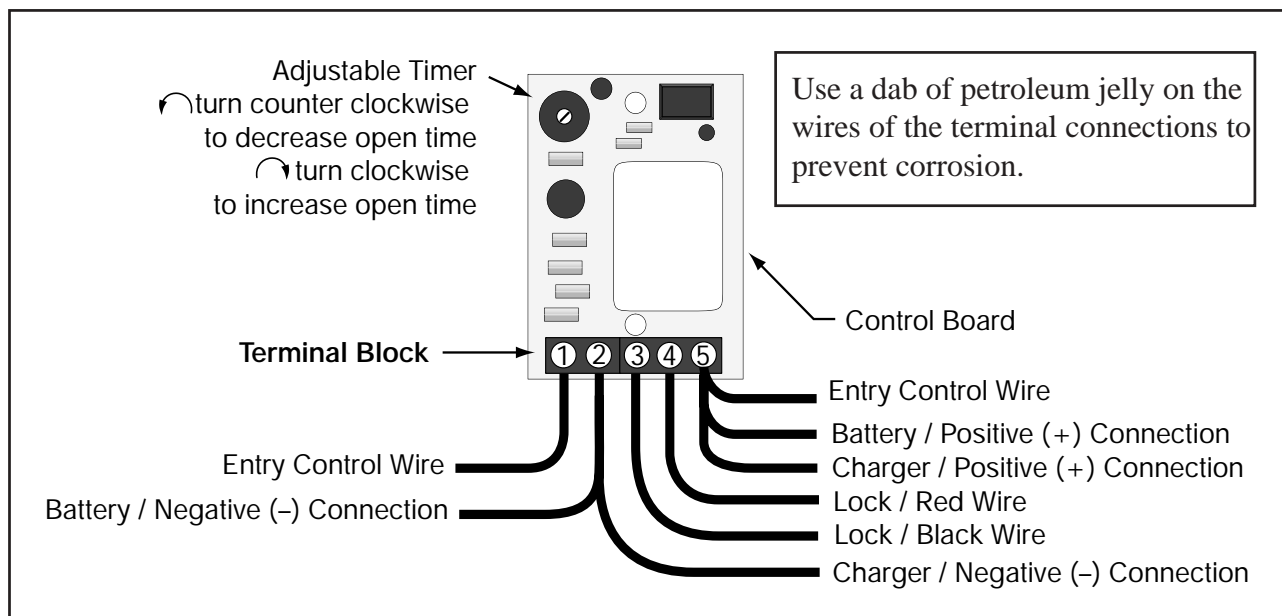 Adjustable Timer
turn counter clockwise
to decrease open time
turn clockwise
to increase open time
Use a dab of petroleum jelly on the
wires of the terminal connections to
prevent corrosion.
Control Board
Terminal Block
1 2 3 4 5
Entry Control Wire
Battery / Negative (–) Connection
Entry Control Wire
Battery / Positive (+) Connection
Charger / Positive (+) Connection
Lock / Red Wire
Lock / Black Wire
Charger / Negative (–) Connection